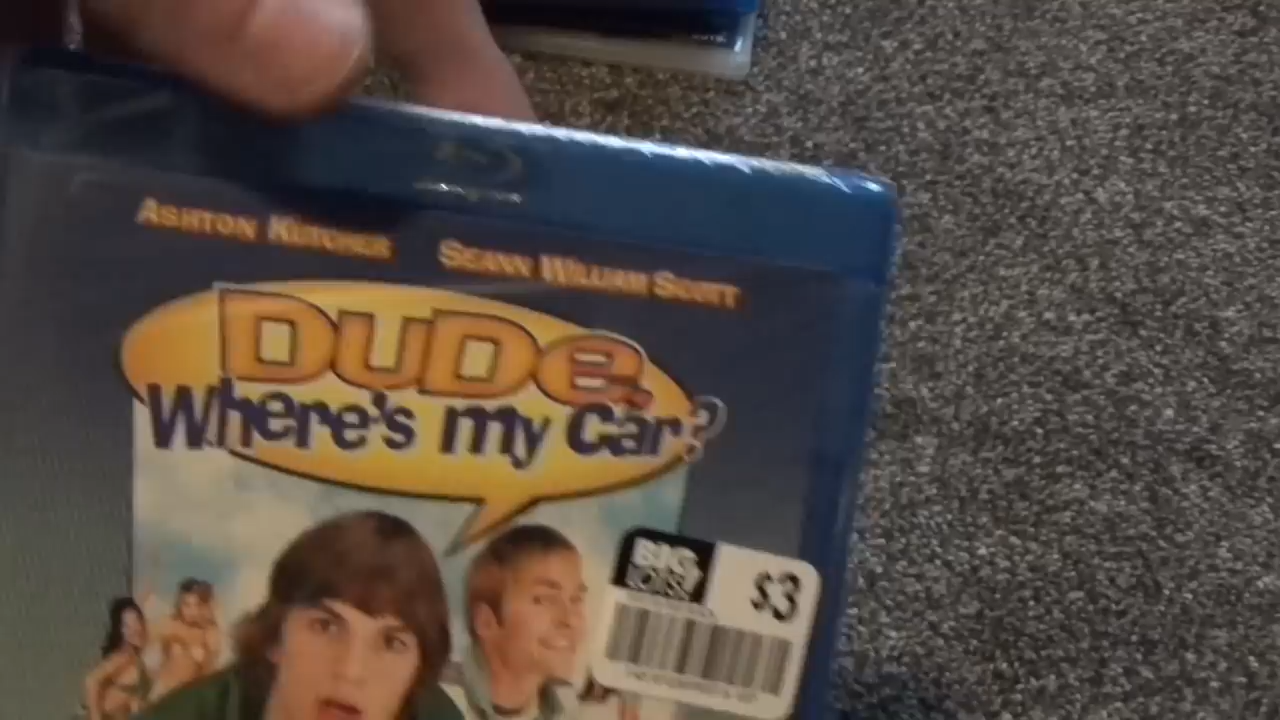 ASHTON KUTCHER SEANN WILLIAM SCOTT
DUDE,
Where's my car?
BIG LOTS!
$3